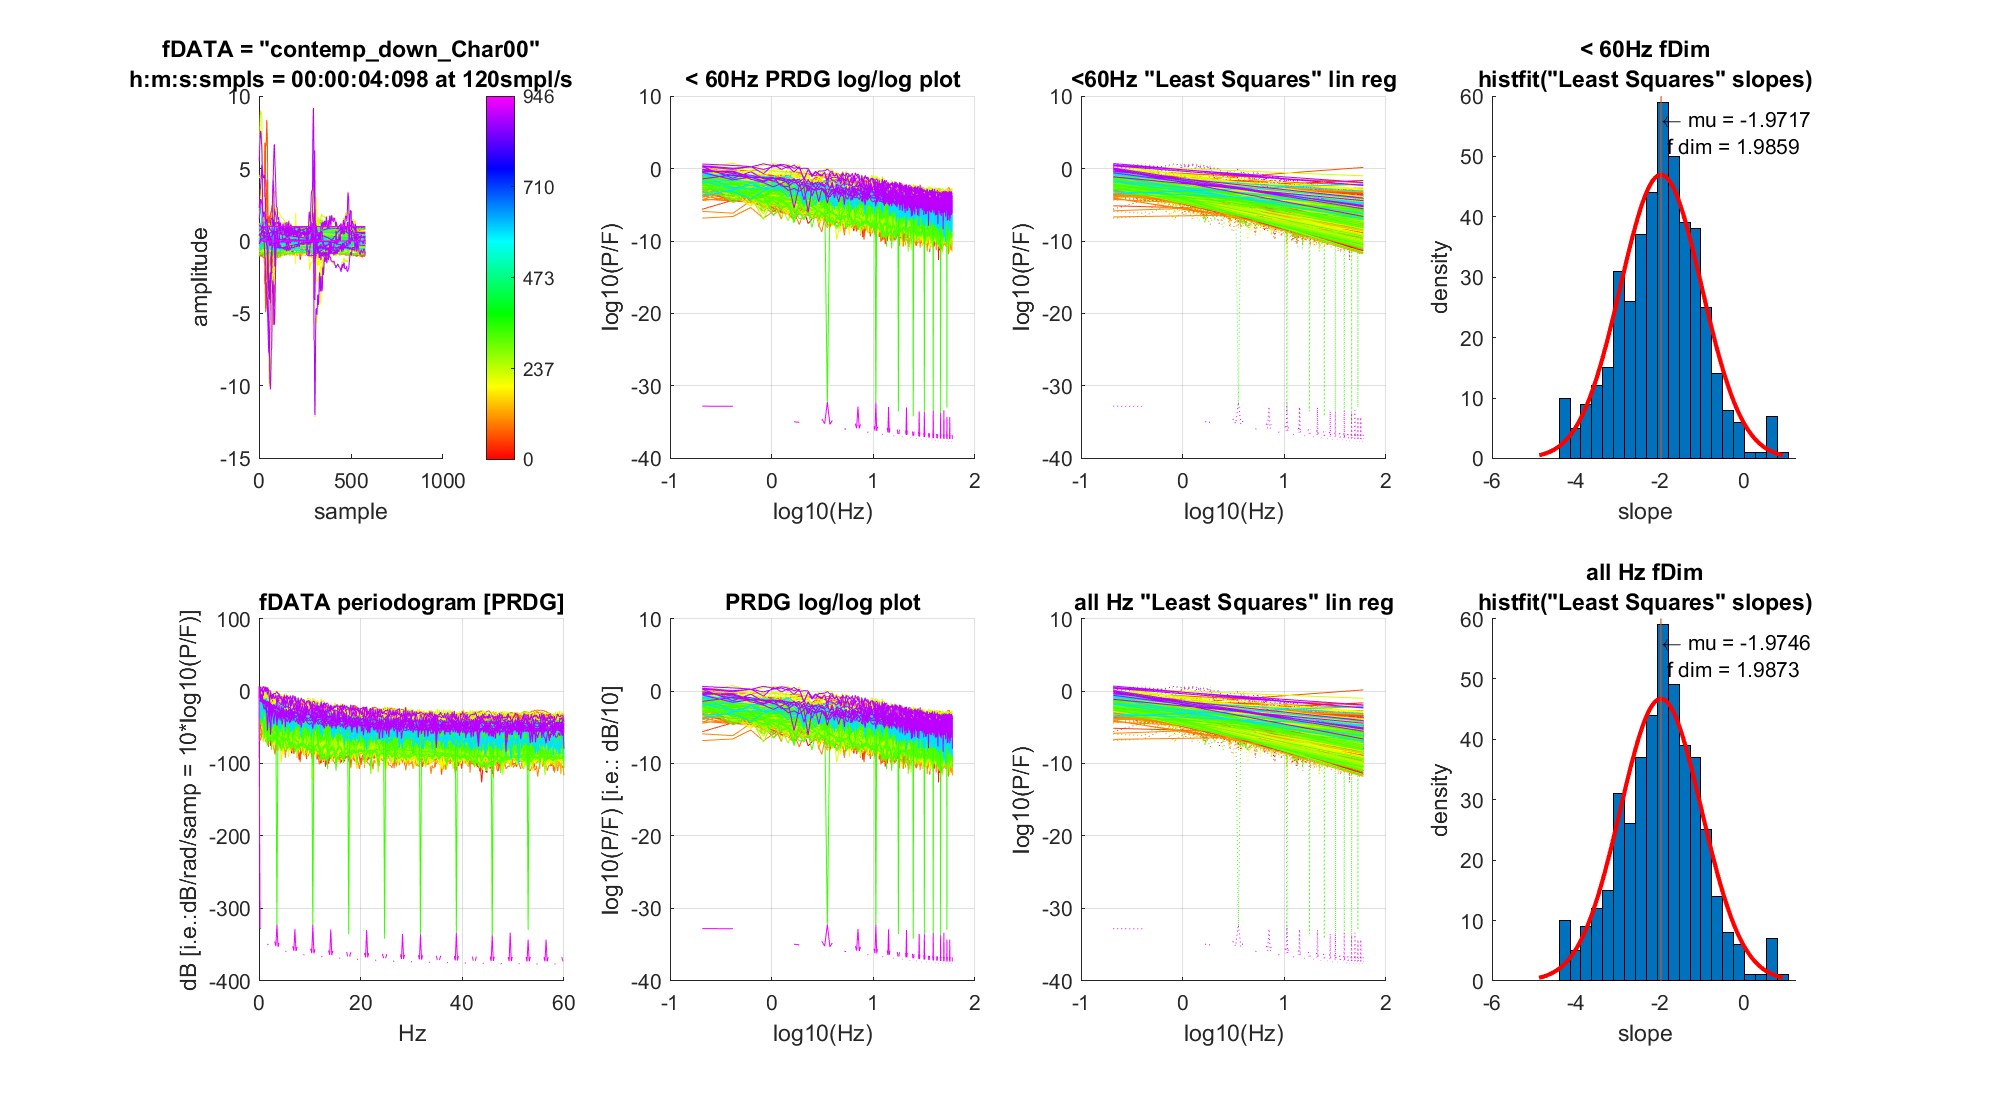 fDATA = "contemp_down_Char00"
h:m:s:smpls = 00:00:04:098 at 120smpl/s
10
5
0
-5
-10
-15
0
500
1000
amplitude
sample
946
710
473
237
0
< 60Hz PRDG log/log plot
10
0
-10
-20
-30
-40
-1
0
1
2
log10(P/F)
log10(Hz)
<60Hz "Least Squares" lin reg
10
0
-10
-20
-30
-40
-1
0
1
2
log10(P/F)
log10(Hz)
< 60Hz fDim
histfit("Least Squares" slopes)
60
50
40
30
20
10
0
-6
-4
-2
0
← mu = -1.9717
f dim = 1.9859
density
slope
fDATA periodogram [PRDG]
100
0
-100
-200
-300
-400
0
20
40
60
dB [i.e.:dB/rad/samp = 10*log10(P/F)]
Hz
PRDG log/log plot
10
0
-10
-20
-30
-40
-1
0
1
2
log10(P/F) [i.e.: dB/10]
log10(Hz)
all Hz "Least Squares" lin reg
10
0
-10
-20
-30
-40
-1
0
1
2
log10(P/F)
log10(Hz)
all Hz fDim
histfit("Least Squares" slopes)
60
50
40
30
20
10
0
-6
-4
-2
0
← mu = -1.9746
f dim = 1.9873
density
slope